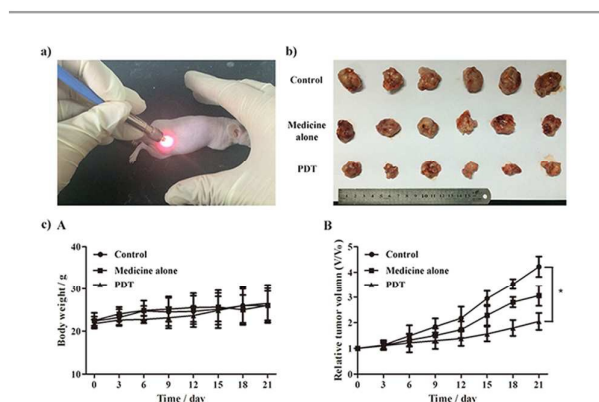 a)
b)
Control
Medicine alone
PDT
c) A
Control
Medicine alone
PDT
Body weight / g
40
30
20
10
0 3 6 9 12 15 18 21
Time / day
B
Control
Medicine alone
PDT
*
Relative tumor volumn (V/V₀)
5
4
3
2
1
0
0 3 6 9 12 15 18 21
Time / day